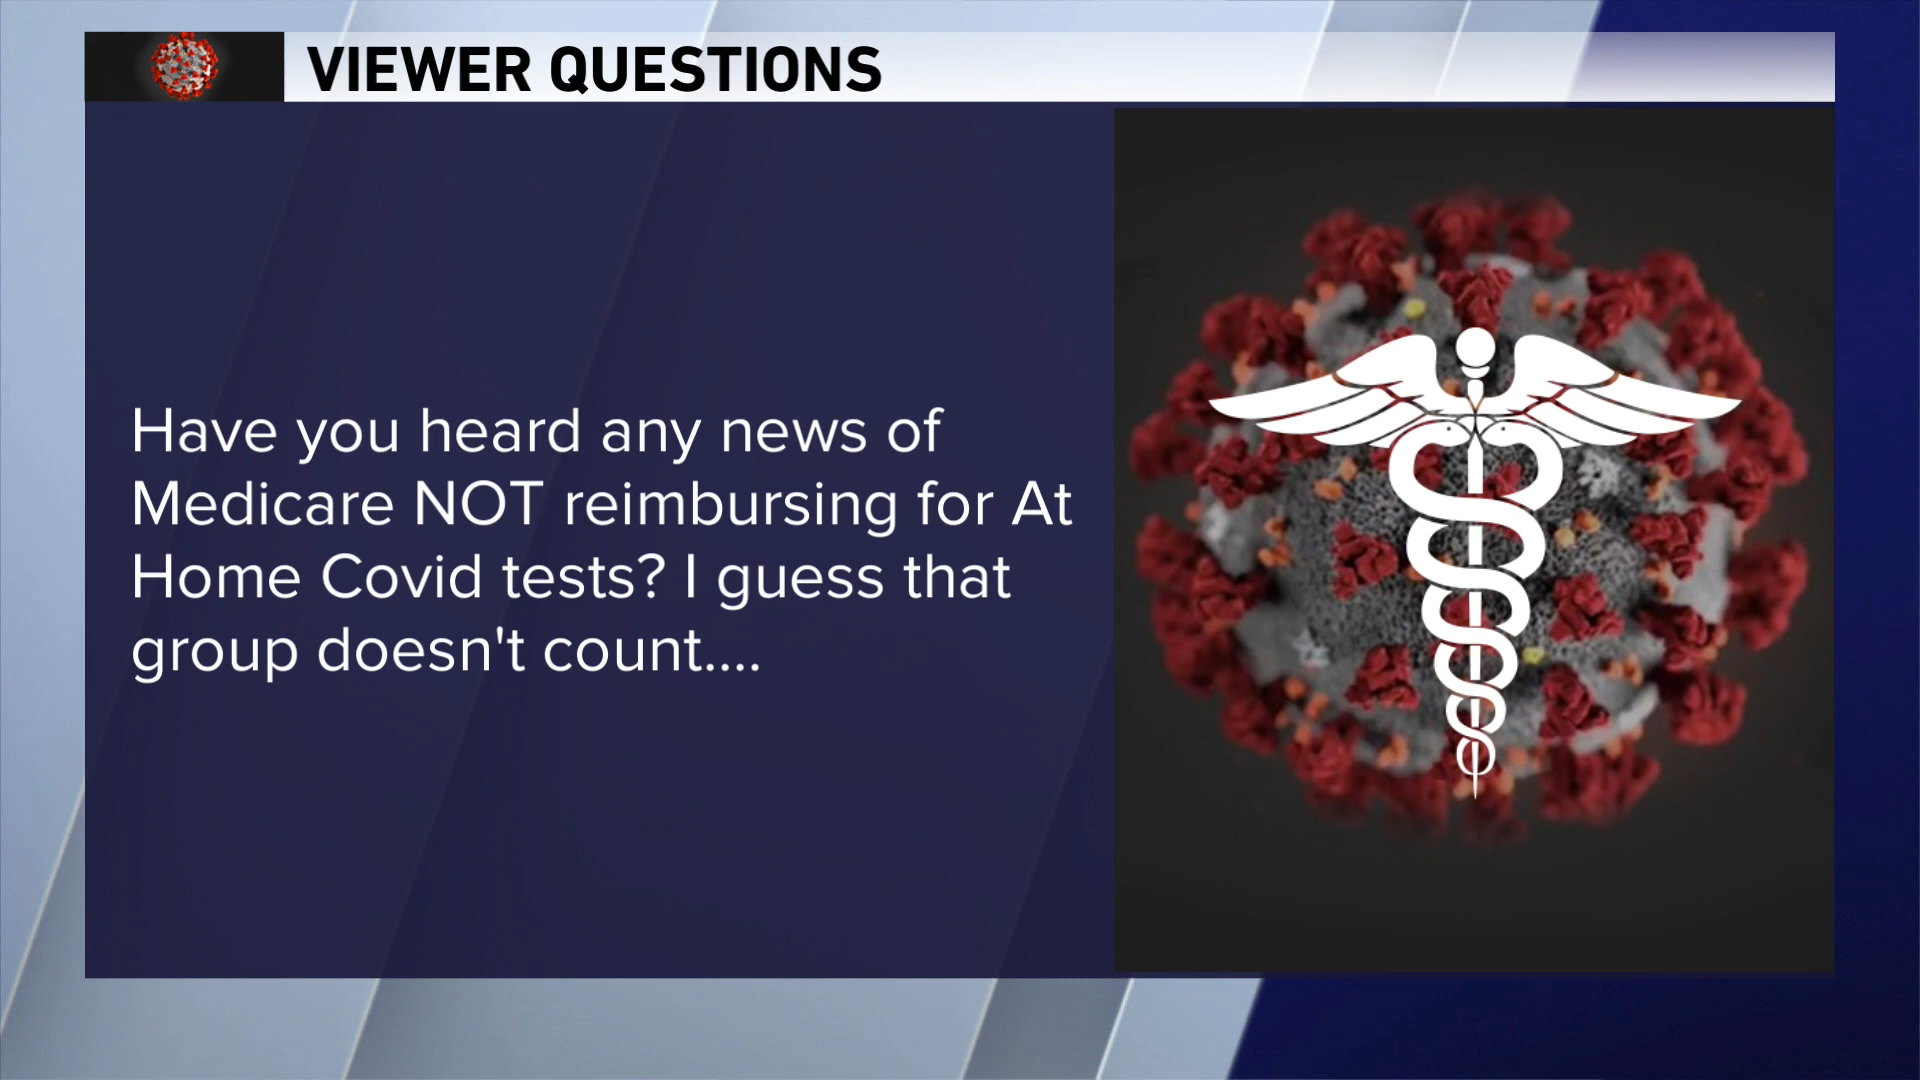 VIEWER QUESTIONS
Have you heard any news of
Medicare NOT reimbursing for At
Home Covid tests? I guess that
group doesn't count....